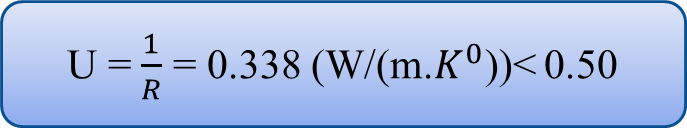 U = 1/R = 0.338 (W/(m.K⁰))< 0.50